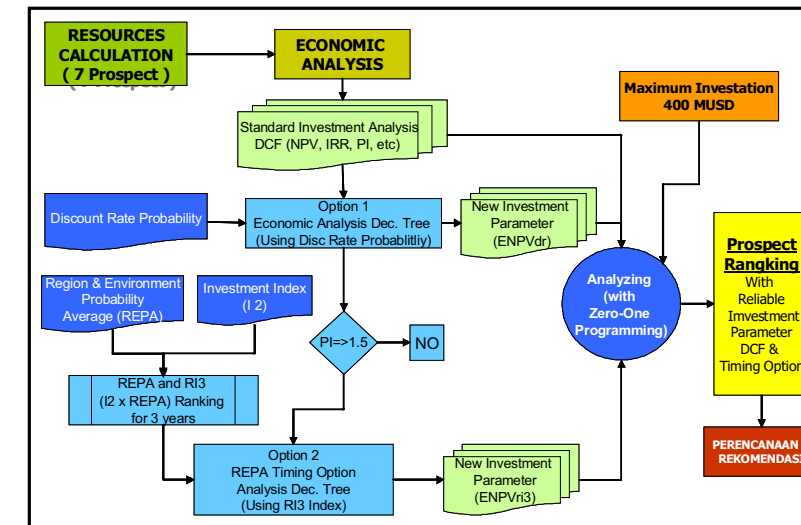 RESOURCES
CALCULATION
( 7 Prospect )
ECONOMIC
ANALYSIS
Maximum Investation
400 MUSD
Standard Investment Analysis
DCF (NPV, IRR, PI, etc)
Discount Rate Probability
Option 1
Economic Analysis Dec. Tree
(Using Disc Rate Probablitliy)
New Investment
Parameter
(ENPVdr)
Region & Environment
Probability
Average (REPA)
Investment Index
(I 2)
Analyzing
(with
Zero-One
Programming)
Prospect
Rangking
With
Reliable
Investment
Parameter
DCF &
Timing Option
PI=>1.5
NO
REPA and RI3
(I2 x REPA) Ranking
for 3 years
Option 2
REPA Timing Option
Analysis Dec. Tree
(Using RI3 Index)
New Investment
Parameter
(ENPVri3)
PERENCANAAN
REKOMENDASI